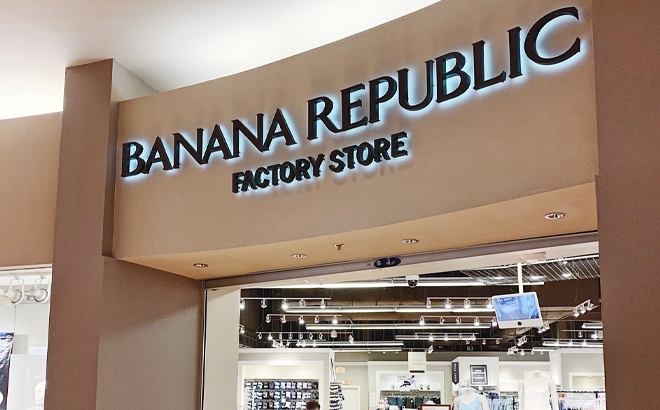 BANANA REPUBLIC
FACTORY STORE